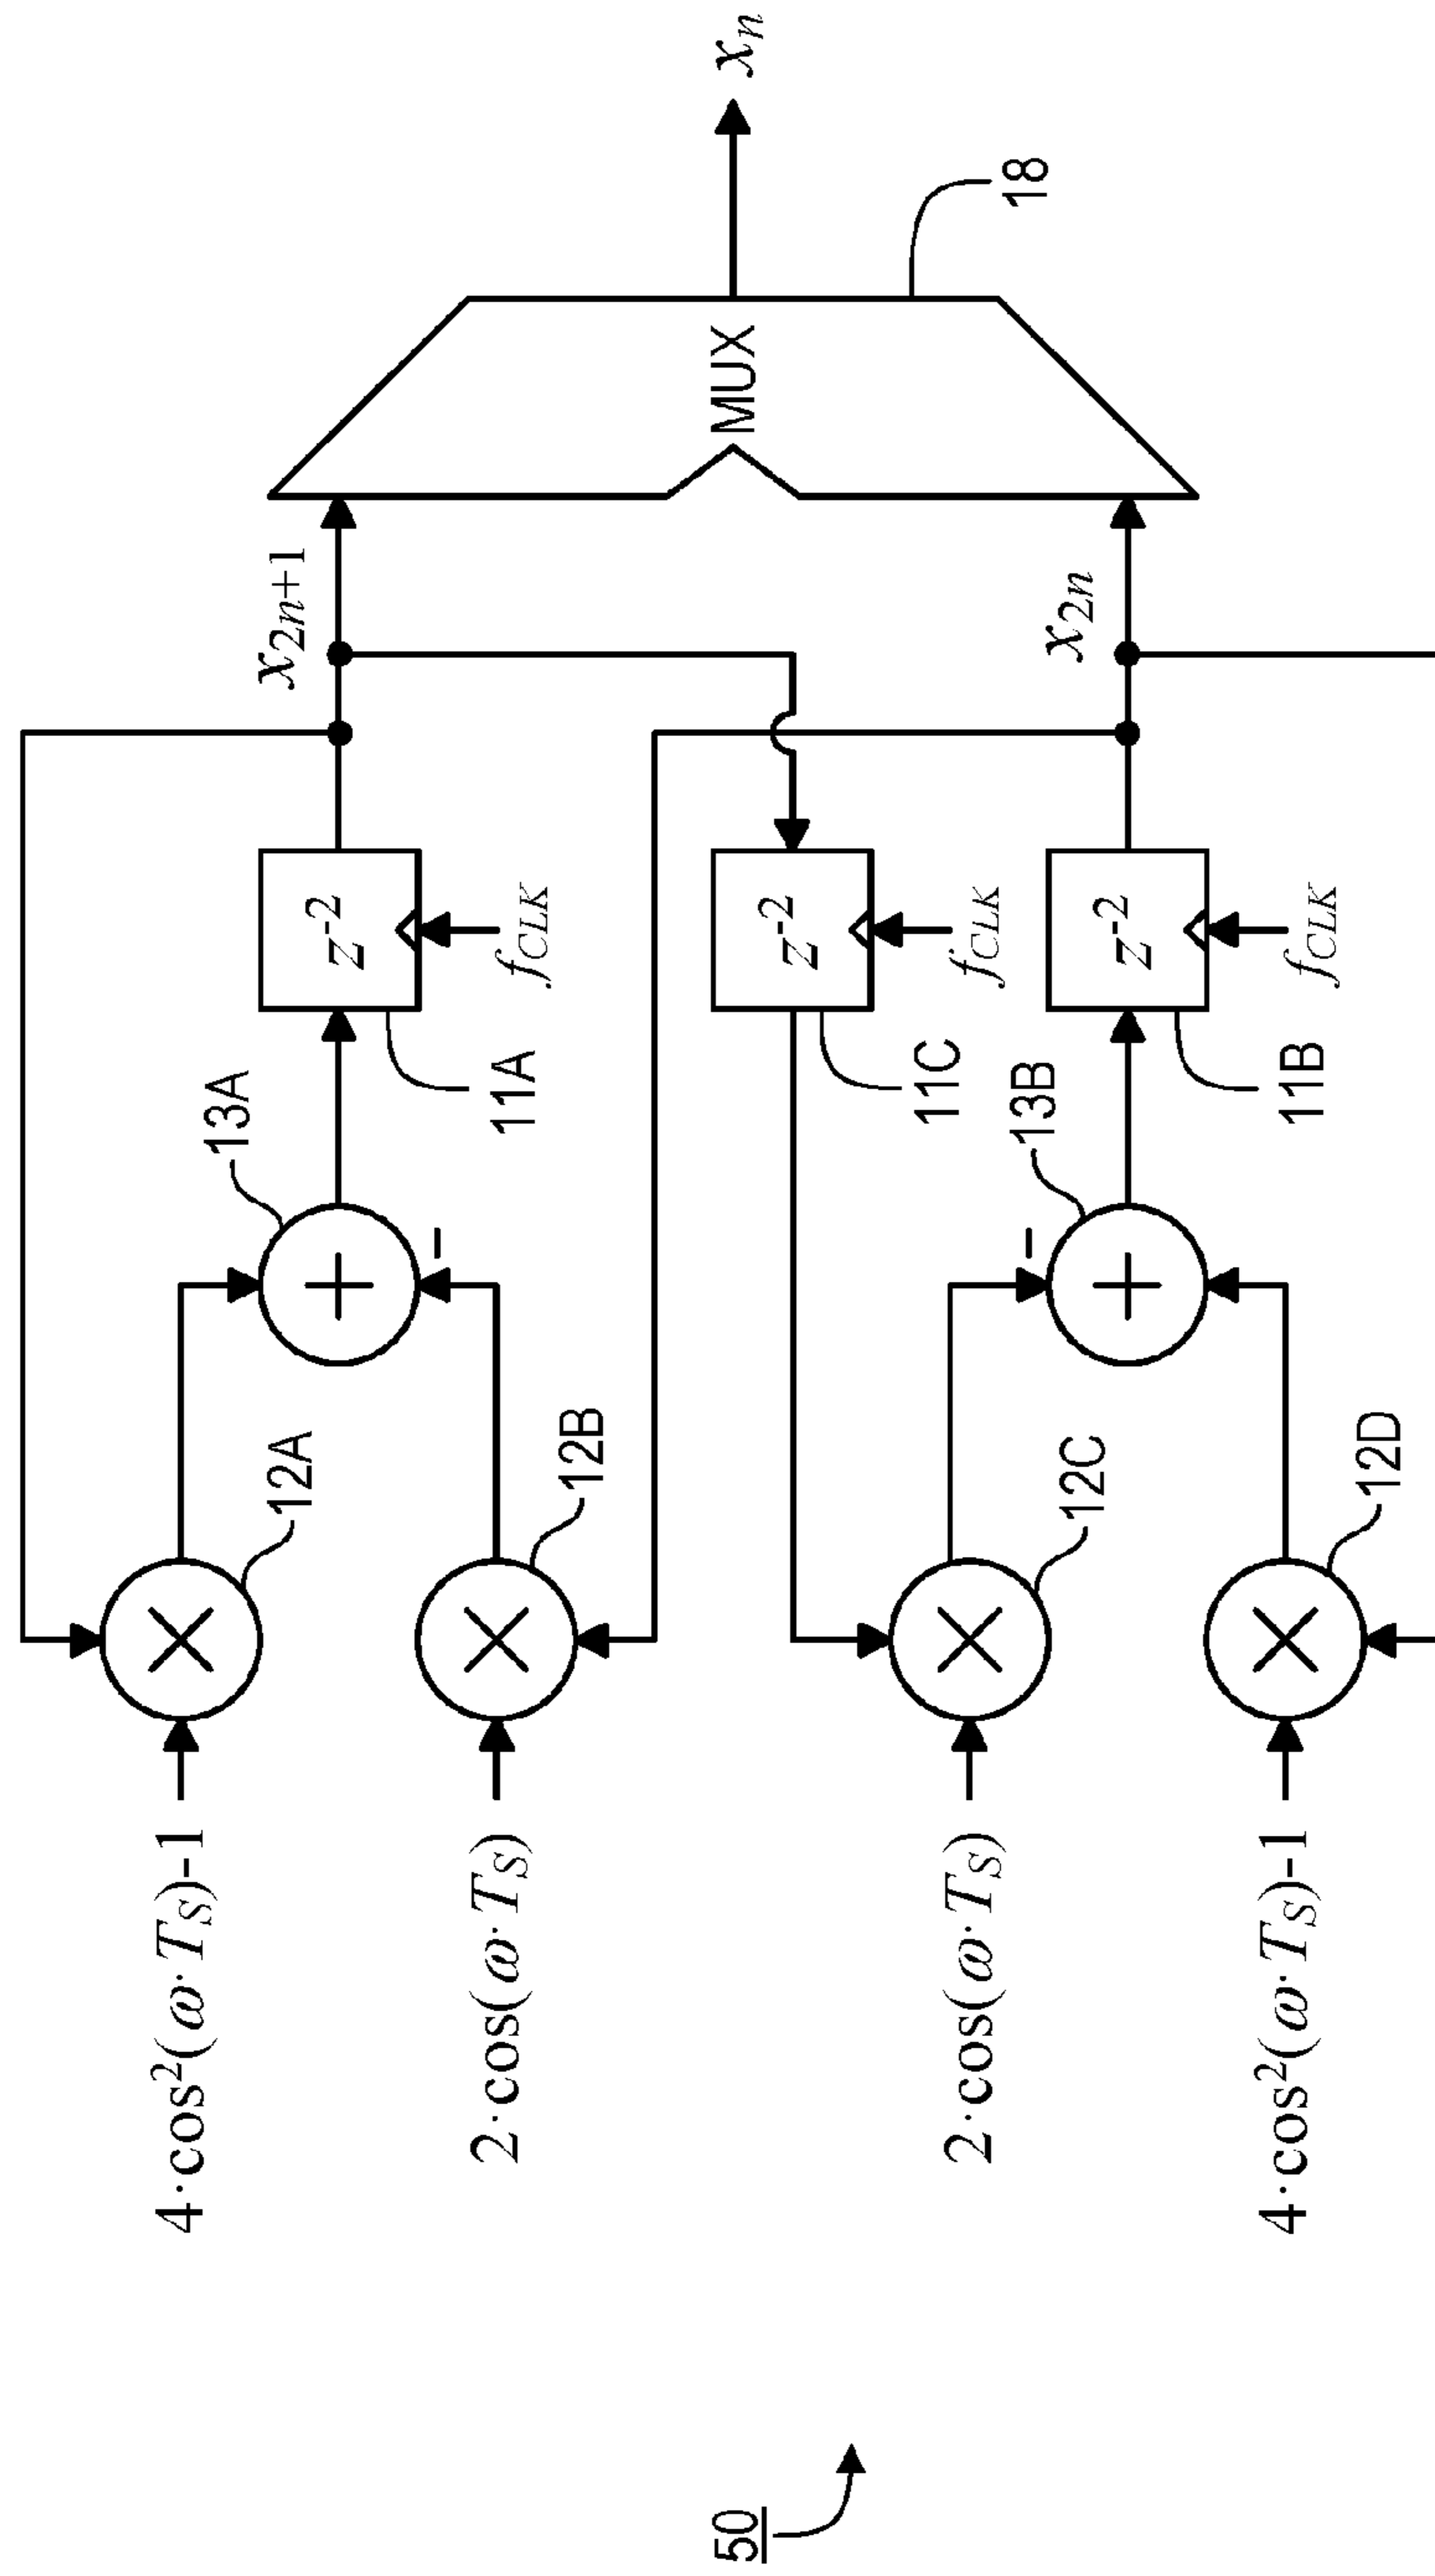 50
4·cos²(ω·T_S)-1
2·cos(ω·T_S)
2·cos(ω·T_S)
4·cos²(ω·T_S)-1
12A
12B
12C
12D
13A
13B
z⁻²
f_CLK
11A
z⁻²
f_CLK
11C
z⁻²
f_CLK
11B
+
-
-
+
x_{2n+1}
x_{2n}
MUX
18
x_n